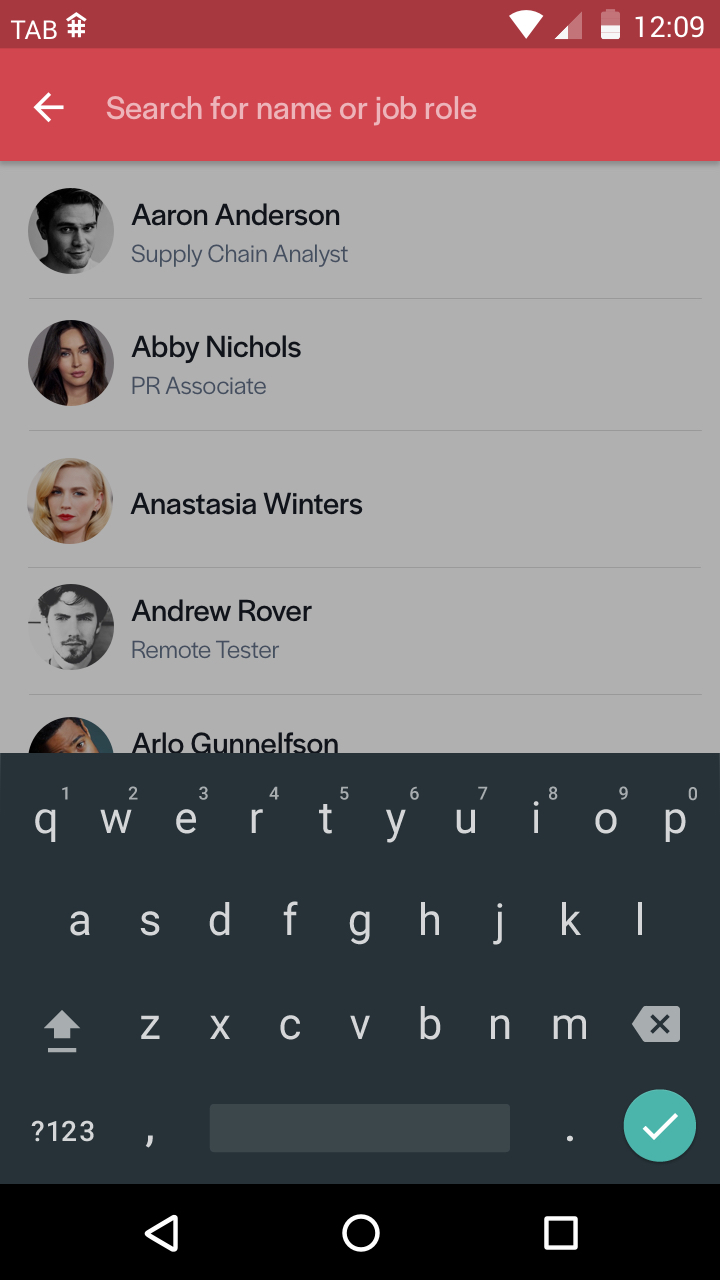 TAB 12:09
Search for name or job role
Aaron Anderson
Supply Chain Analyst
Abby Nichols
PR Associate
Anastasia Winters
Andrew Rover
Remote Tester
Arlo Gunnelfson
1 2 3 4 5 6 7 8 9 0
q w e r t y u i o p
a s d f g h j k l
z x c v b n m
?123 , .